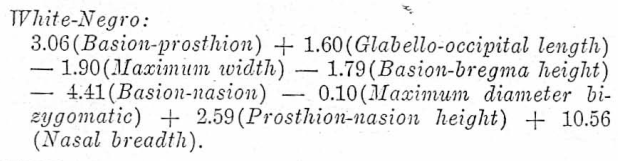 White-Negro:
3.06(Basion-prosthion) + 1.60(Glabello-occipital length)
— 1.90(Maximum width) — 1.79(Basion-bregma height)
— 4.41(Basion-nasion) — 0.10(Maximum diameter bi-
zygomatic) + 2.59(Prosthion-nasion height) + 10.56
(Nasal breadth).